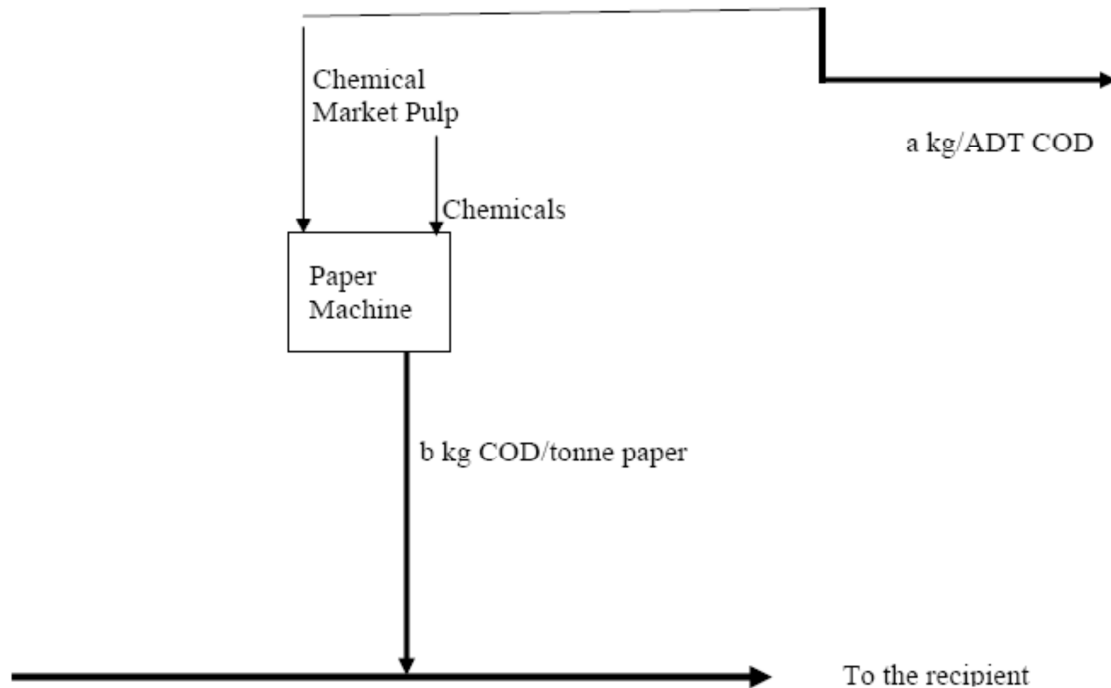 Chemical
Market Pulp
a kg/ADT COD
Chemicals
Paper
Machine
b kg COD/tonne paper
To the recipient